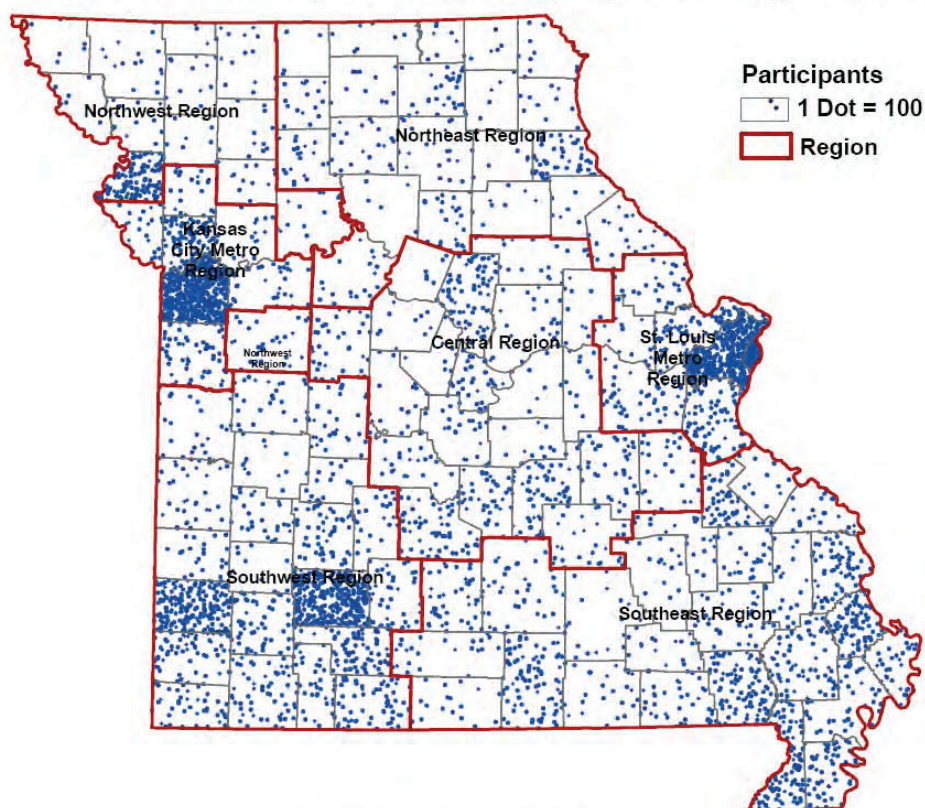 Participants
1 Dot = 100
Region
Northwest Region
Northeast Region
Kansas
City Metro
Region
Northwest
Region
Central Region
St. Louis
Metro
Region
Southwest Region
Southeast Region